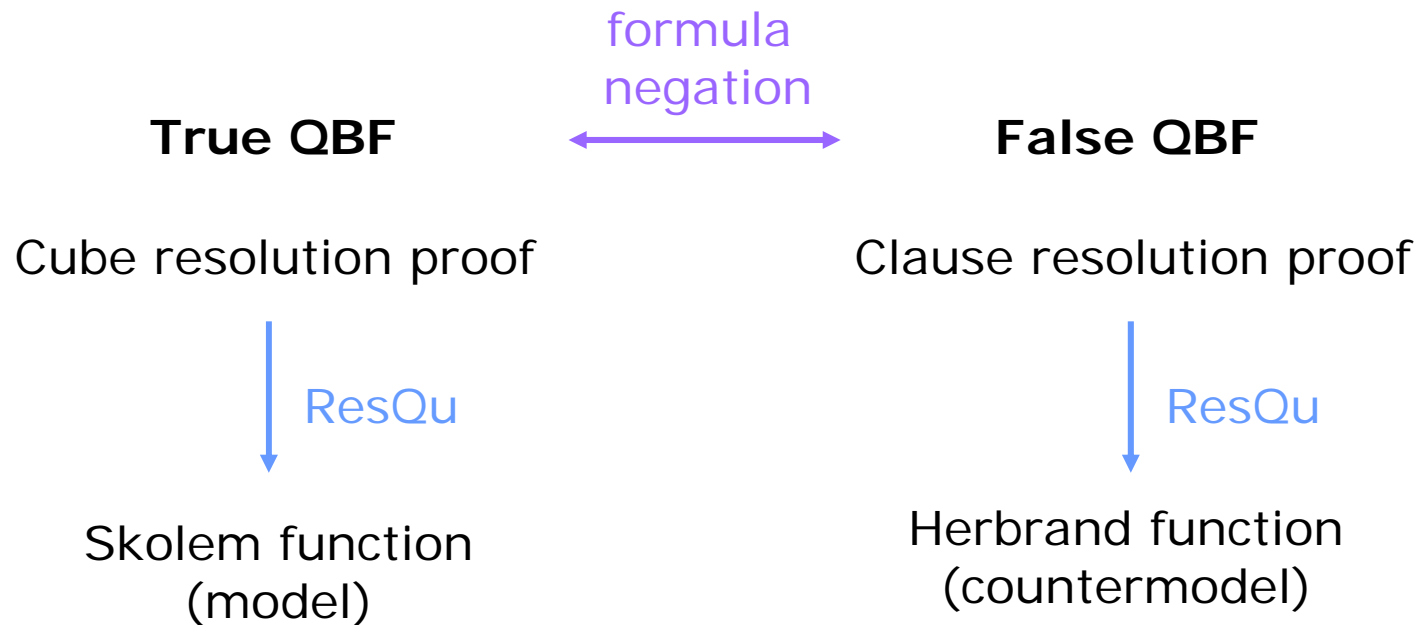 formula
negation
True QBF
False QBF
Cube resolution proof
Clause resolution proof
ResQu
ResQu
Skolem function
(model)
Herbrand function
(countermodel)